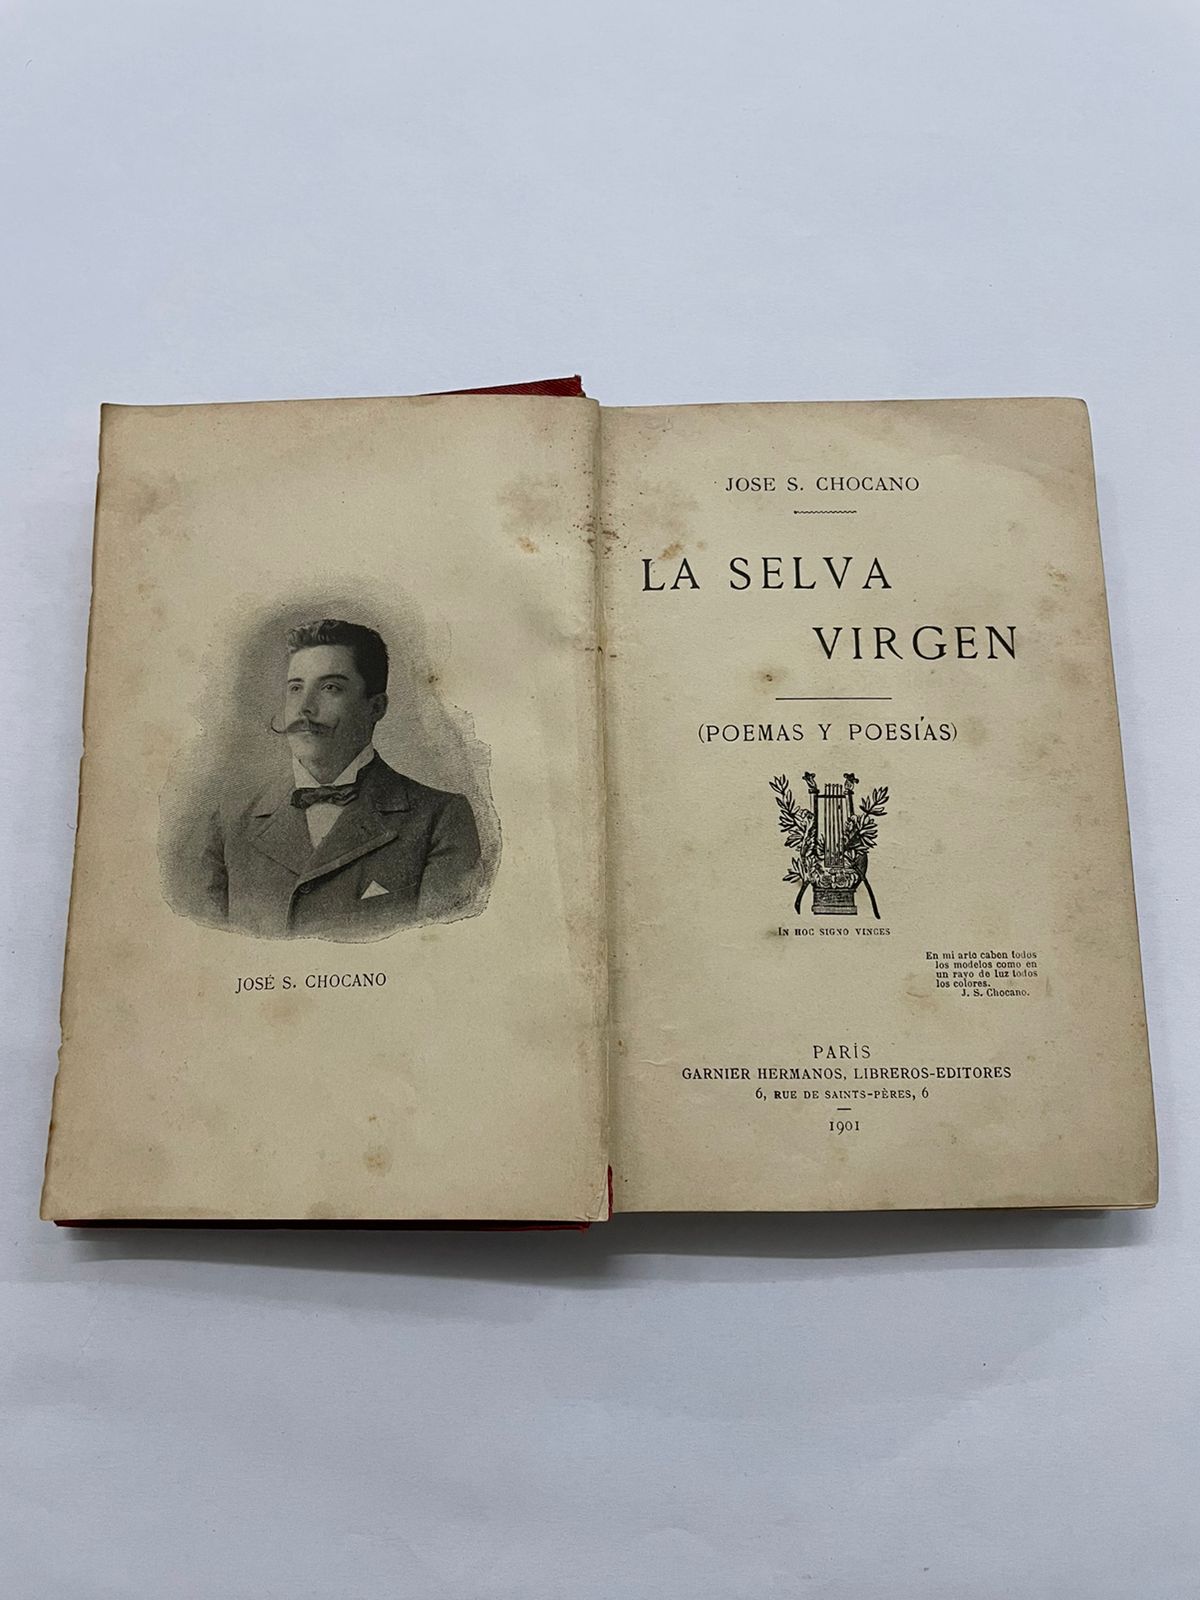 JOSÉ S. CHOCANO
JOSE S. CHOCANO
LA SELVA
VIRGEN
(POEMAS Y POESÍAS)
IN HOC SIGNO VINCES
En mi arte caben todos
los modelos como en
un rayo de luz todos
los colores.
J. S. Chocano.
PARÍS
GARNIER HERMANOS, LIBREROS-EDITORES
6, RUE DE SAINTS-PÈRES, 6
1901